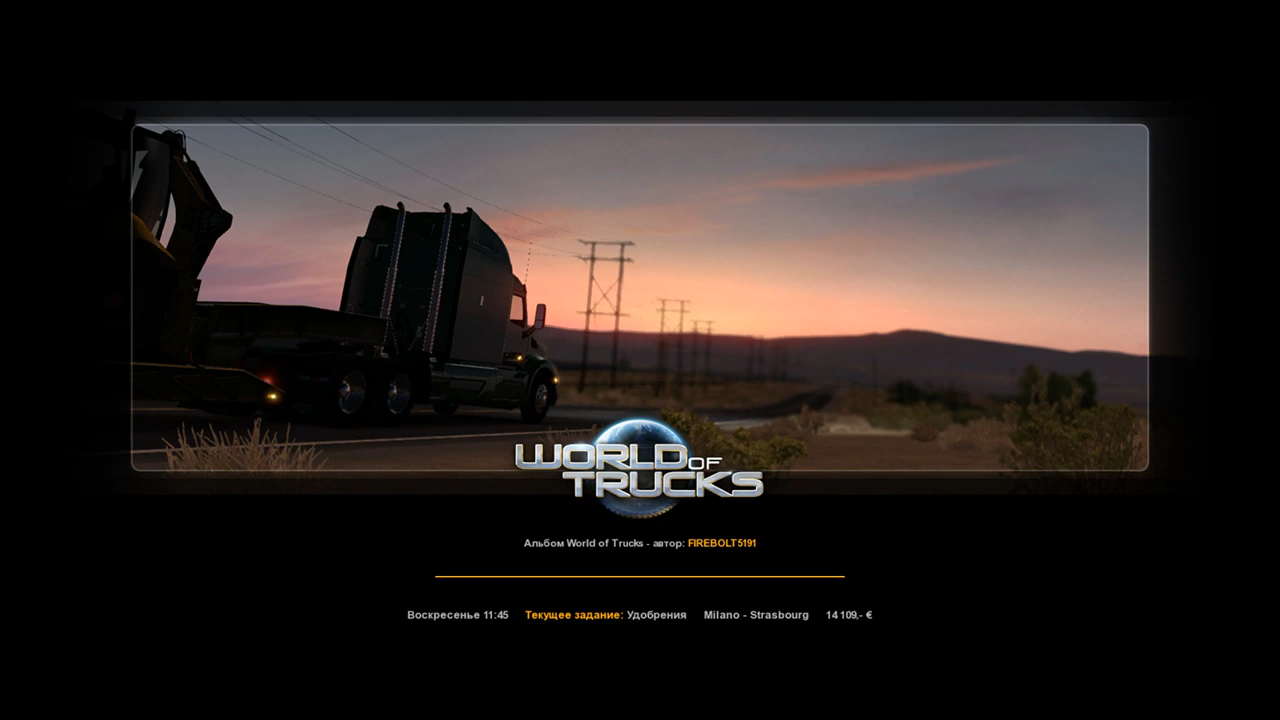 WORLD OF
TRUCKS
Альбом World of Trucks - автор: FIREBOLT5191
Воскресенье 11:45 Текущее задание: Удобрения Milano - Strasbourg 14 109,- €